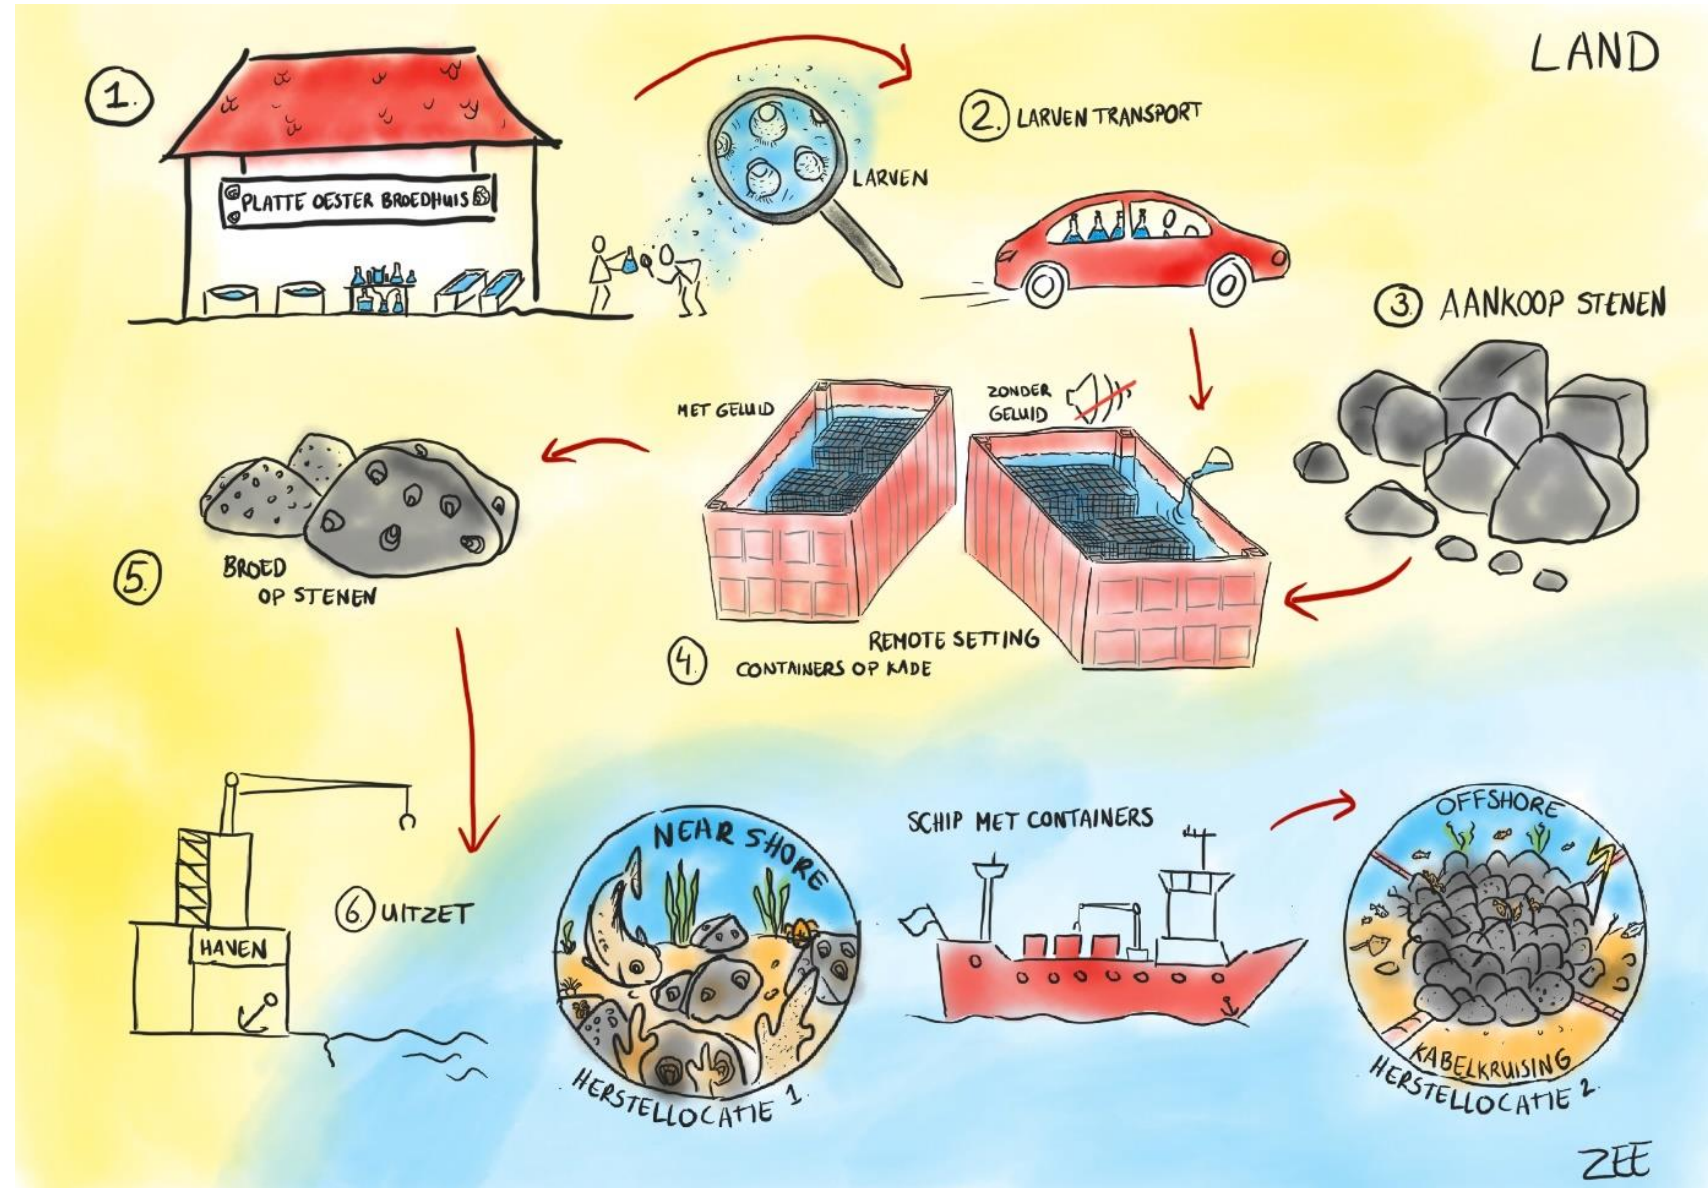 LAND
1.
PLATTE OESTER BROEDHUIS
LARVEN
2. LARVEN TRANSPORT
3. AANKOOP STENEN
MET GELUID
ZONDER
GELUID
4.
REMOTE SETTING
CONTAINERS OP KADE
5.
BROED
OP STENEN
HAVEN
6. UITZET
NEAR SHORE
HERSTELLOCATIE 1.
SCHIP MET CONTAINERS
OFFSHORE
KABELKRUISING
HERSTELLOCATIE 2.
ZEE